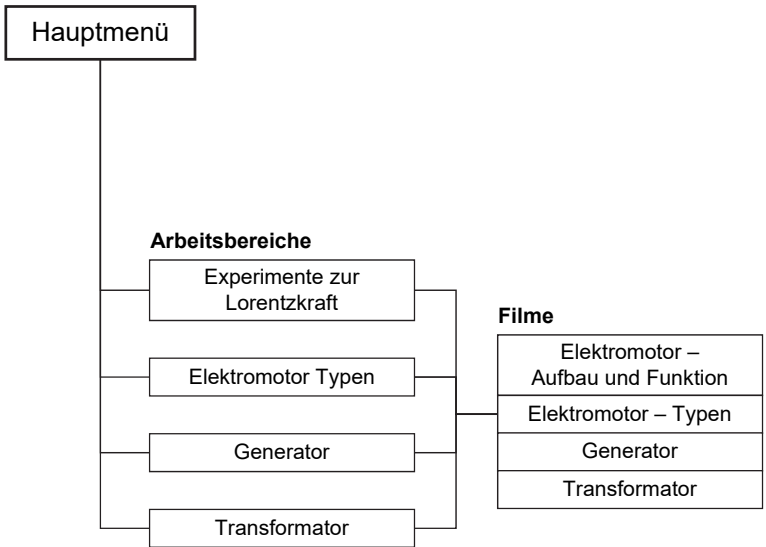 Hauptmenü
Arbeitsbereiche
Experimente zur
Lorentzkraft
Elektromotor Typen
Generator
Transformator
Filme
Elektromotor –
Aufbau und Funktion
Elektromotor – Typen
Generator
Transformator